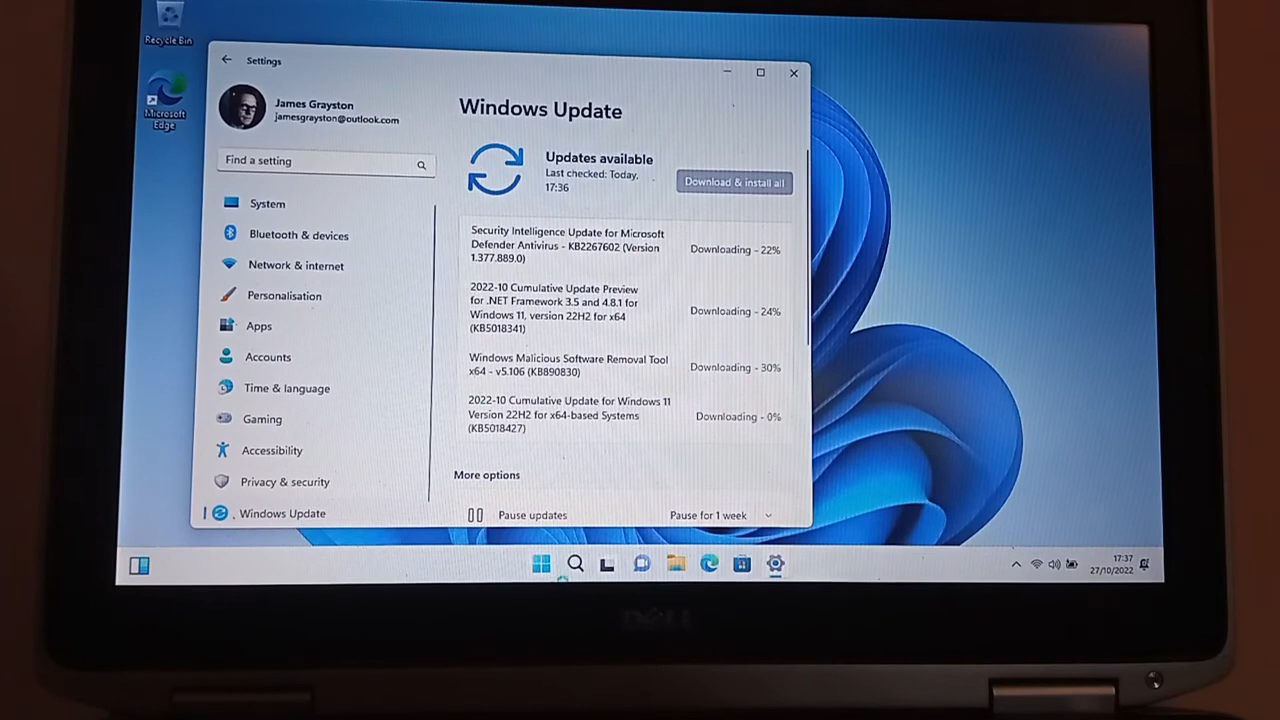 Recycle Bin
Microsoft
Edge
Settings
James Grayston
jamesgrayston@outlook.com
Find a setting
System
Bluetooth & devices
Network & internet
Personalisation
Apps
Accounts
Time & language
Gaming
Accessibility
Privacy & security
Windows Update
Windows Update
Updates available
Last checked: Today,
17:36
Download & install all
Security Intelligence Update for Microsoft
Defender Antivirus - KB2267602 (Version
1.377.889.0)
Downloading - 22%
2022-10 Cumulative Update Preview
for .NET Framework 3.5 and 4.8.1 for
Windows 11, version 22H2 for x64
(KB5018341)
Downloading - 24%
Windows Malicious Software Removal Tool
x64 - v5.106 (KB890830)
Downloading - 30%
2022-10 Cumulative Update for Windows 11
Version 22H2 for x64-based Systems
(KB5018427)
Downloading - 0%
More options
Pause updates
Pause for 1 week
17:37
27/10/2022
DELL